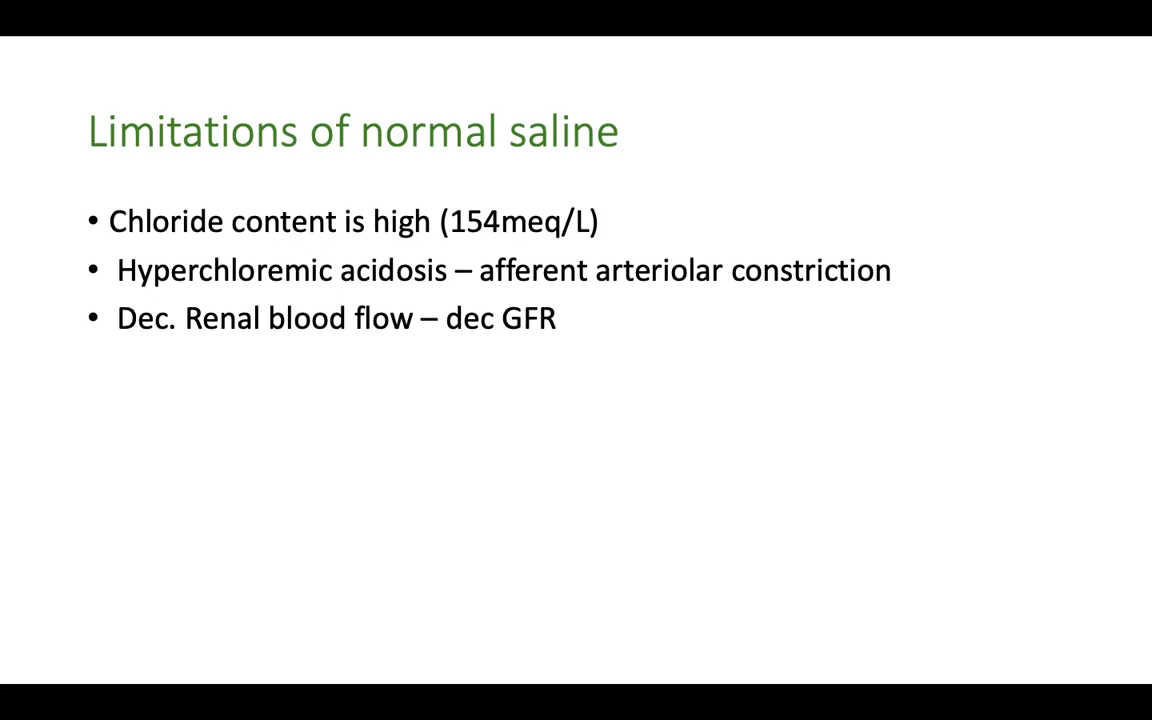 Limitations of normal saline
• Chloride content is high (154meq/L)
• Hyperchloremic acidosis – afferent arteriolar constriction
• Dec. Renal blood flow – dec GFR